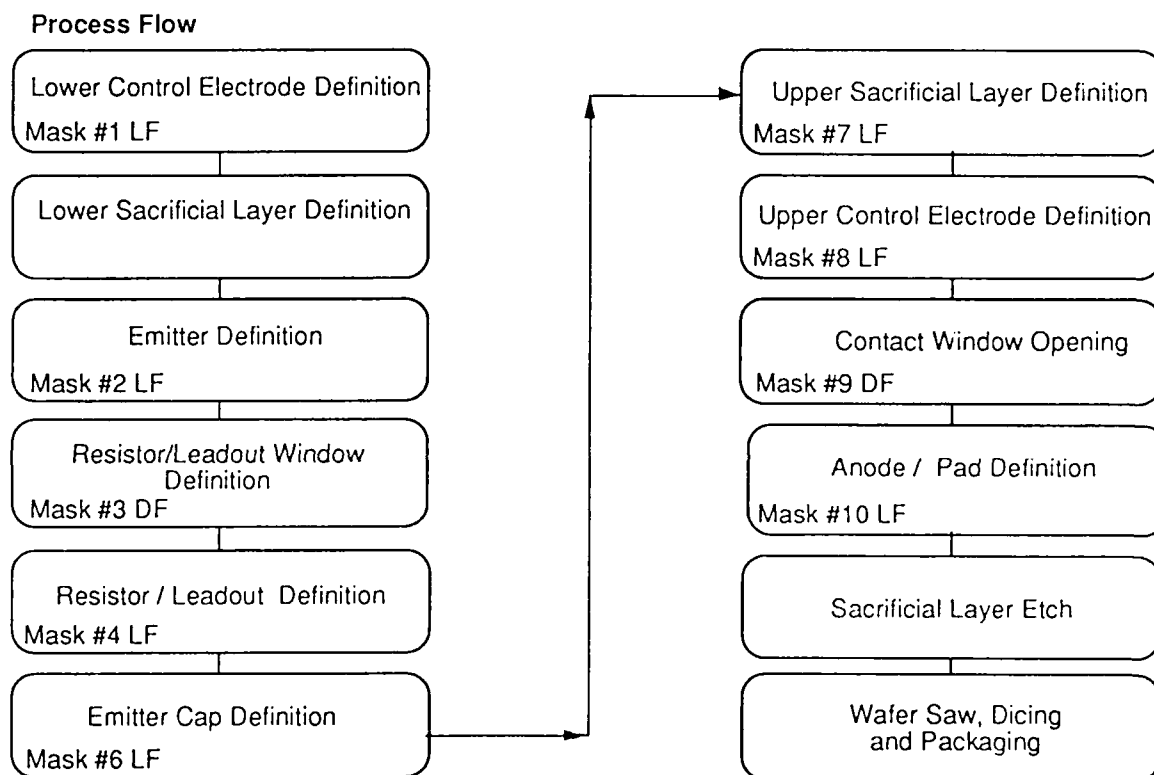 Process Flow
Lower Control Electrode Definition
Mask #1 LF
Lower Sacrificial Layer Definition
Emitter Definition
Mask #2 LF
Resistor/Leadout Window
Definition
Mask #3 DF
Resistor / Leadout Definition
Mask #4 LF
Emitter Cap Definition
Mask #6 LF
Upper Sacrificial Layer Definition
Mask #7 LF
Upper Control Electrode Definition
Mask #8 LF
Contact Window Opening
Mask #9 DF
Anode / Pad Definition
Mask #10 LF
Sacrificial Layer Etch
Wafer Saw, Dicing
and Packaging